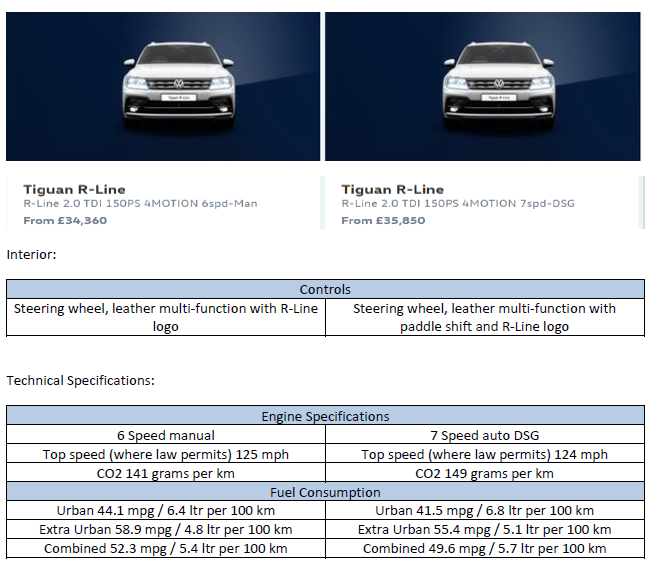 Tiguan R-Line
R-Line 2.0 TDI 150PS 4MOTION 6spd-Man
From £34,360
Tiguan R-Line
R-Line 2.0 TDI 150PS 4MOTION 7spd-DSG
From £35,850
Interior:
Controls
Steering wheel, leather multi-function with R-Line
logo
Steering wheel, leather multi-function with
paddle shift and R-Line logo
Technical Specifications:
Engine Specifications
6 Speed manual
7 Speed auto DSG
Top speed (where law permits) 125 mph
Top speed (where law permits) 124 mph
CO2 141 grams per km
CO2 149 grams per km
Fuel Consumption
Urban 44.1 mpg / 6.4 ltr per 100 km
Urban 41.5 mpg / 6.8 ltr per 100 km
Extra Urban 58.9 mpg / 4.8 ltr per 100 km
Extra Urban 55.4 mpg / 5.1 ltr per 100 km
Combined 52.3 mpg / 5.4 ltr per 100 km
Combined 49.6 mpg / 5.7 ltr per 100 km